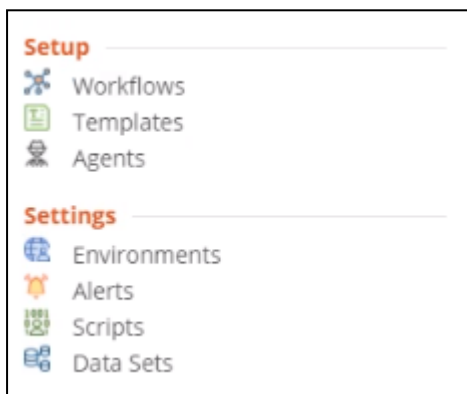 Setup
Workflows
Templates
Agents
Settings
Environments
Alerts
Scripts
Data Sets